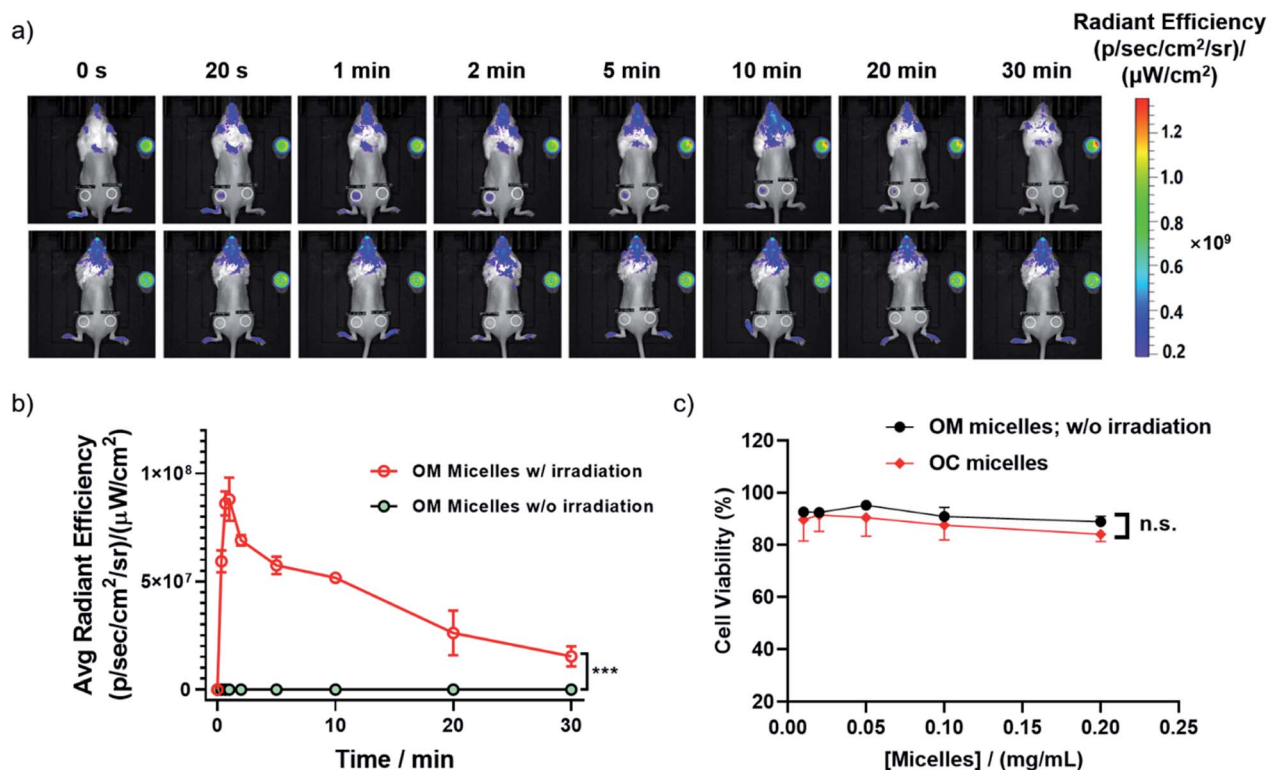 a)
0 s 20 s 1 min 2 min 5 min 10 min 20 min 30 min
Radiant Efficiency
(p/sec/cm²/sr)/
(µW/cm²)
1.2
1.0
0.8
×10⁹
0.6
0.4
0.2
b)
Avg Radiant Efficiency
(p/sec/cm²/sr)/(µW/cm²)
1×10⁸
5×10⁷
0
OM Micelles w/ irradiation
OM Micelles w/o irradiation
***
0 10 20 30
Time / min
c)
OM micelles; w/o irradiation
OC micelles
Cell Viability (%)
120
100
80
60
40
20
n.s.
0.00 0.05 0.10 0.15 0.20 0.25
[Micelles] / (mg/mL)